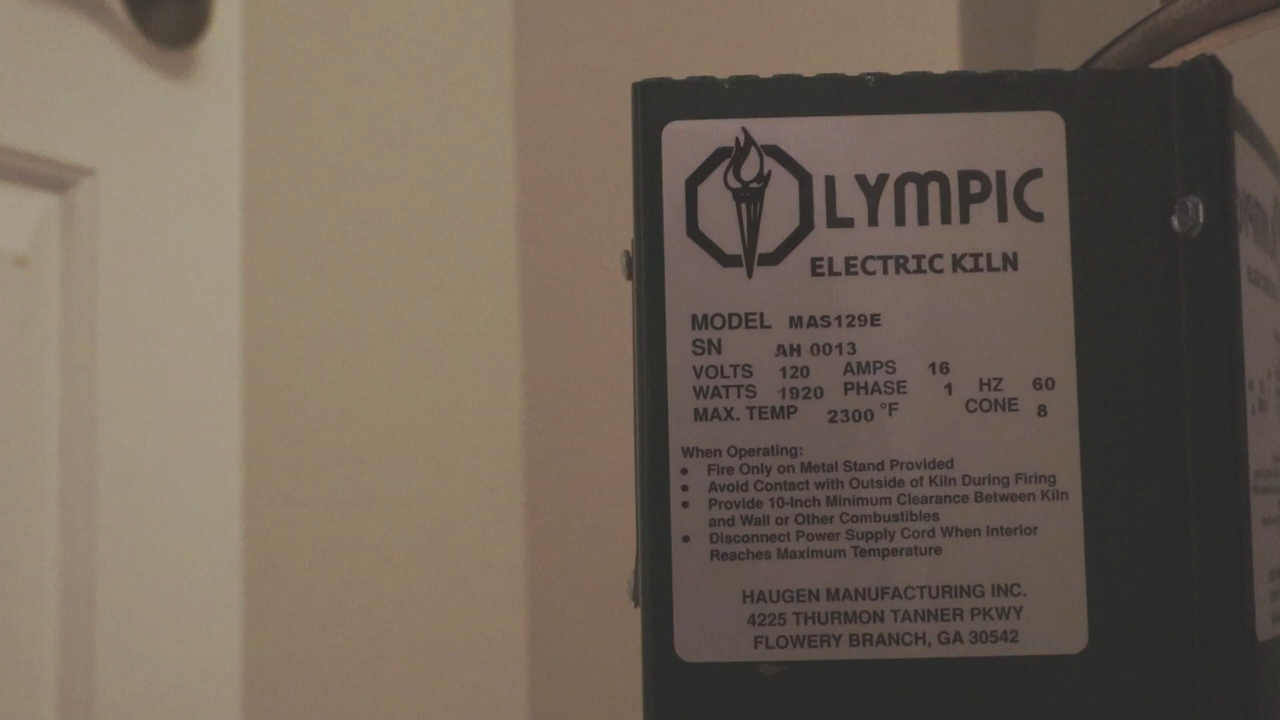 OLYMPIC
ELECTRIC KILN
MODEL MAS129E
SN AH 0013
VOLTS 120 AMPS 16
WATTS 1920 PHASE 1 HZ 60
MAX. TEMP 2300 °F CONE 8
When Operating:
• Fire Only on Metal Stand Provided
• Avoid Contact with Outside of Kiln During Firing
• Provide 10-Inch Minimum Clearance Between Kiln
and Wall or Other Combustibles
• Disconnect Power Supply Cord When Interior
Reaches Maximum Temperature
HAUGEN MANUFACTURING INC.
4225 THURMON TANNER PKWY
FLOWERY BRANCH, GA 30542